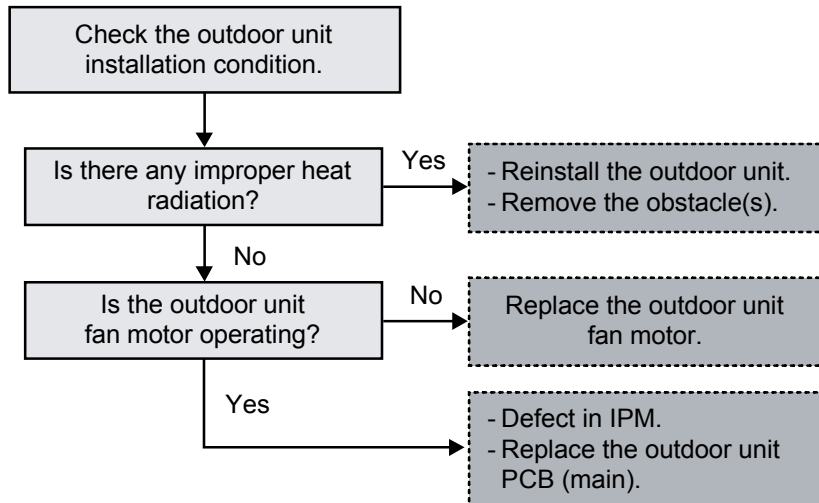 Check the outdoor unit
installation condition.
Is there any improper heat
radiation?
Yes
- Reinstall the outdoor unit.
- Remove the obstacle(s).
No
Is the outdoor unit
fan motor operating?
No
Replace the outdoor unit
fan motor.
Yes
- Defect in IPM.
- Replace the outdoor unit
PCB (main).